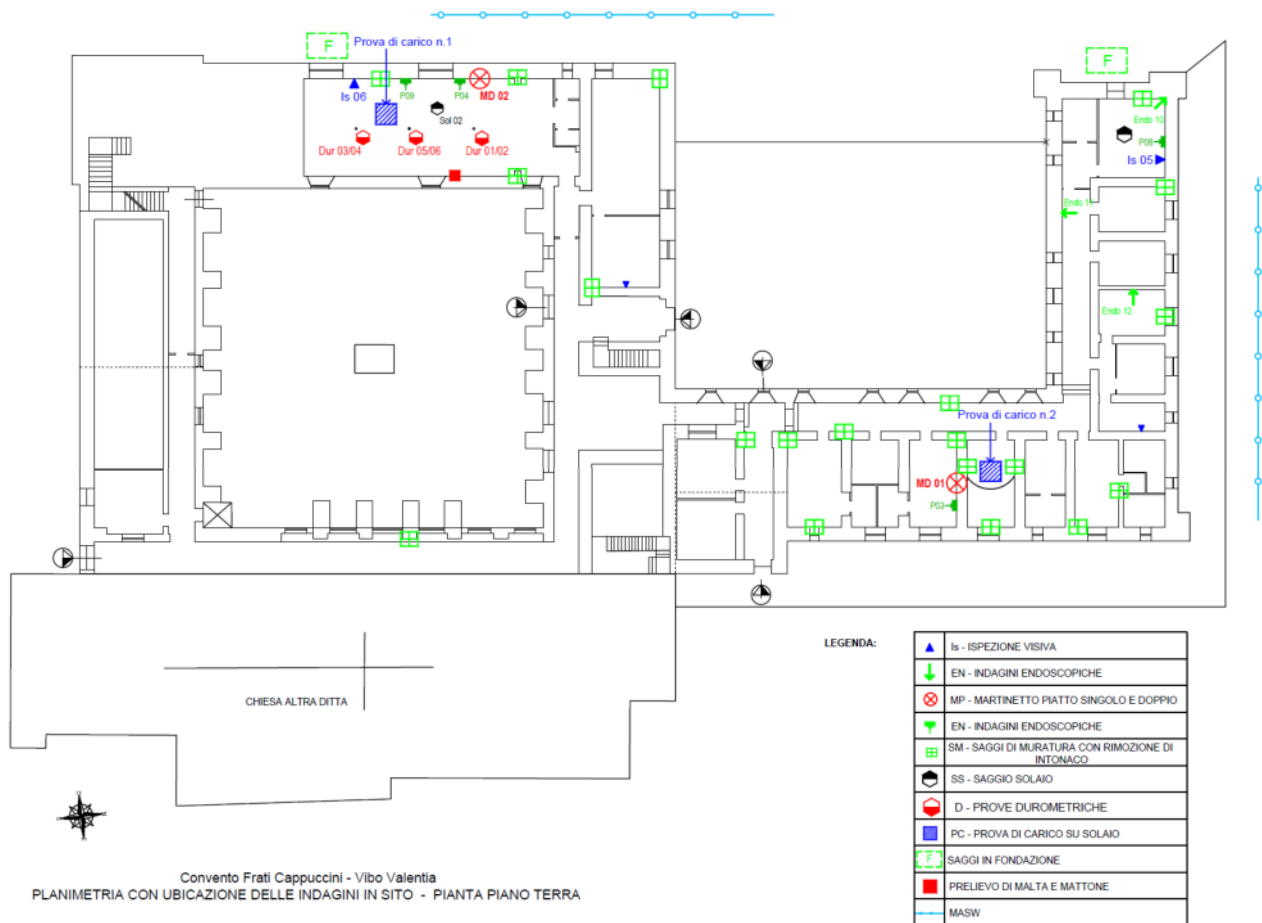 F
Prova di carico n.1
F
Is 06
P09
P04
MD 02
Sol 02
Endo 10
P08
Is 05
Dur 03/04
Dur 05/06
Dur 01/02
Endo 11
Endo 12
Prova di carico n.2
MD 01
P03
LEGENDA:
Is - ISPEZIONE VISIVA
EN - INDAGINI ENDOSCOPICHE
MP - MARTINETTO PIATTO SINGOLO E DOPPIO
EN - INDAGINI ENDOSCOPICHE
SM - SAGGI DI MURATURA CON RIMOZIONE DI
INTONACO
SS - SAGGIO SOLAIO
D - PROVE DUROMETRICHE
PC - PROVA DI CARICO SU SOLAIO
F SAGGI IN FONDAZIONE
PRELIEVO DI MALTA E MATTONE
MASW
CHIESA ALTRA DITTA
Convento Frati Cappuccini - Vibo Valentia
PLANIMETRIA CON UBICAZIONE DELLE INDAGINI IN SITO - PIANTA PIANO TERRA